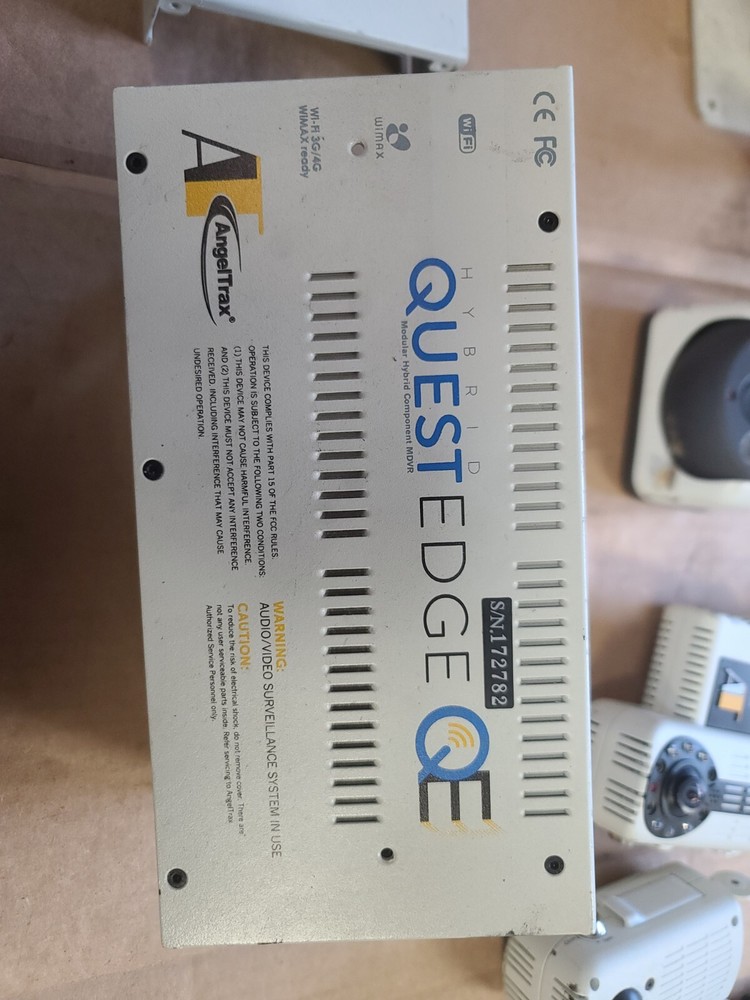 CE FC
WiFi
wimax
WI-FI 3G/4G
WIMAX ready
HYBRID
QUEST EDGE
Modular Hybrid Component MDVR
S/N.172782
QE
AT
AngelTrax®
THIS DEVICE COMPLIES WITH PART 15 OF THE FCC RULES.
OPERATION IS SUBJECT TO THE FOLLOWING TWO CONDITIONS:
(1) THIS DEVICE MAY NOT CAUSE HARMFUL INTERFERENCE.
AND (2) THIS DEVICE MUST NOT ACCEPT ANY INTERFERENCE
RECEIVED, INCLUDING INTERFERENCE THAT MAY CAUSE
UNDESIRED OPERATION.
WARNING:
AUDIO/VIDEO SURVEILLANCE SYSTEM IN USE
CAUTION:
To reduce the risk of electrical shock, do not remove cover. There are
not any user serviceable parts inside. Refer servicing to AngelTrax
Authorized Service Personnel only.
AT